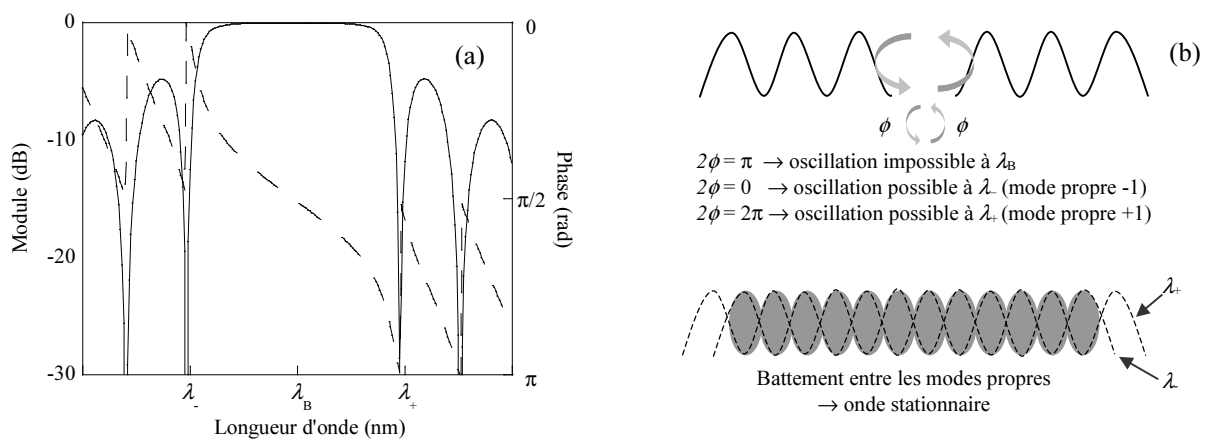 (a)
0
-10
-20
-30
Module (dB)
0
π/2
π
Phase (rad)
λ- λB λ+
Longueur d'onde (nm)
(b)
ϕ ϕ
2ϕ = π → oscillation impossible à λB
2ϕ = 0 → oscillation possible à λ- (mode propre -1)
2ϕ = 2π → oscillation possible à λ+ (mode propre +1)
λ+
λ-
Battement entre les modes propres
→ onde stationnaire